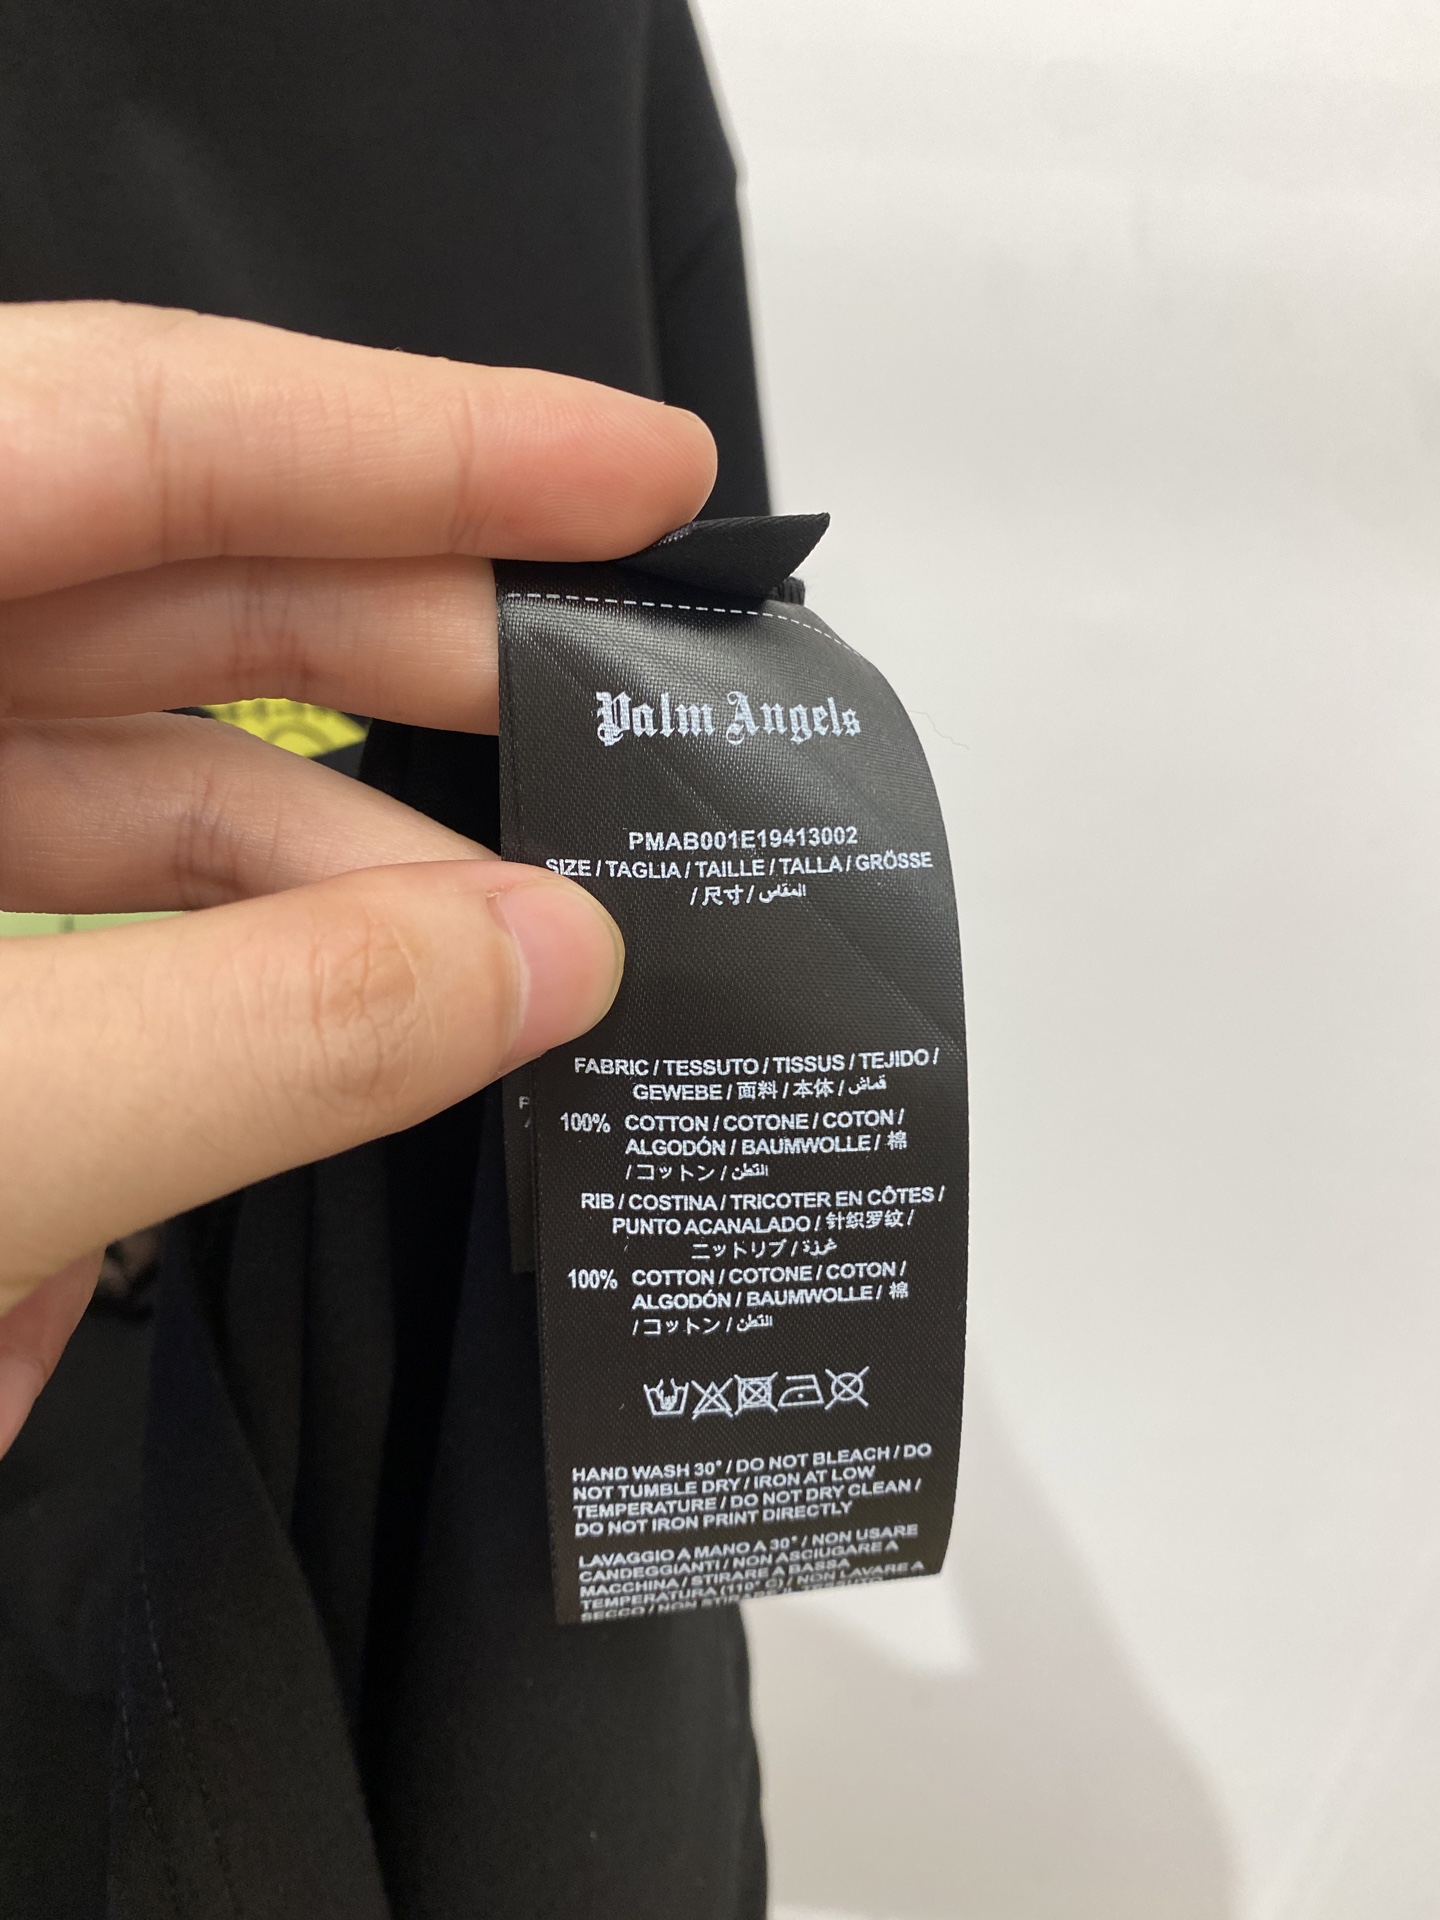 Palm Angels
PMAB001E19413002
SIZE / TAGLIA / TAILLE / TALLA / GRÖSSE
/ 尺寸 / المقاس
FABRIC / TESSUTO / TISSUS / TEJIDO /
GEWEBE / 面料 / 本体 / قماش
100% COTTON / COTONE / COTON /
ALGODÓN / BAUMWOLLE / 棉
/ コットン / القطن
RIB / COSTINA / TRICOTER EN CÔTES /
PUNTO ACANALADO / 针织罗纹 /
ニットリブ / غرزة
100% COTTON / COTONE / COTON /
ALGODÓN / BAUMWOLLE / 棉
/ コットン / القطن
HAND WASH 30° / DO NOT BLEACH / DO
NOT TUMBLE DRY / IRON AT LOW
TEMPERATURE / DO NOT DRY CLEAN /
DO NOT IRON PRINT DIRECTLY
LAVAGGIO A MANO A 30° / NON USARE
CANDEGGIANTI / NON ASCIUGARE A
MACCHINA / STIRARE A BASSA
TEMPERATURA (110° C) / NON LAVARE A
SECCO / NON STIRARE IL TESSUTO